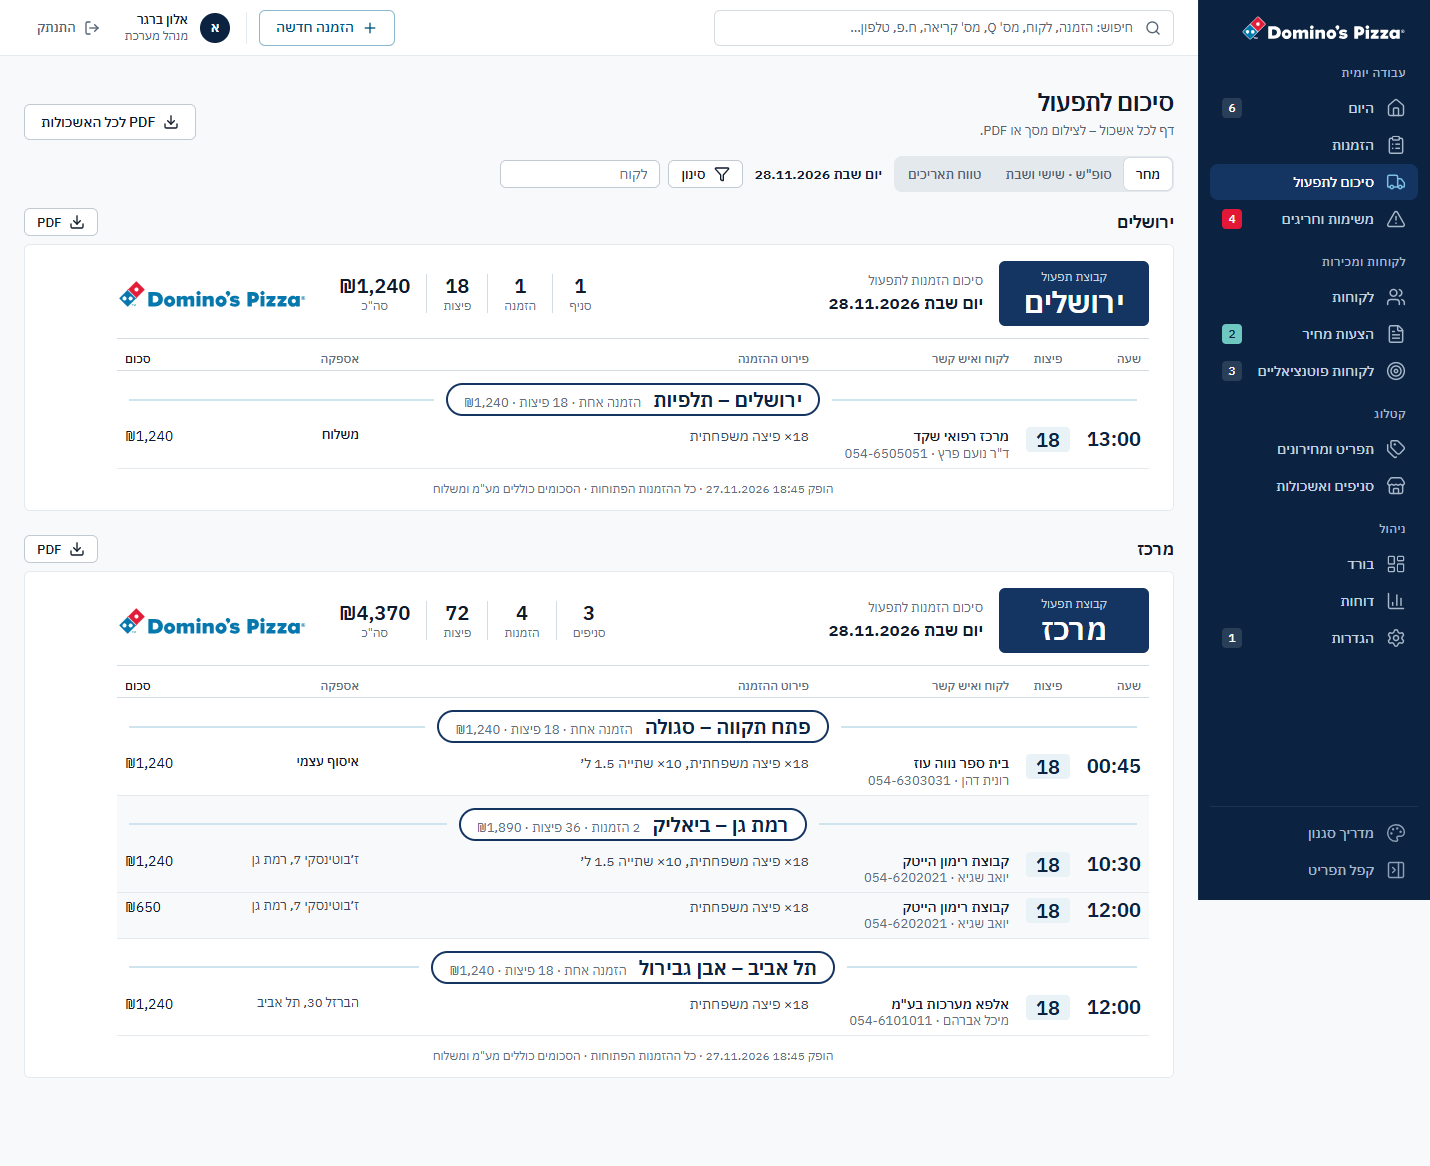 Domino's Pizza
עבודה יומית
היום 6
הזמנות
סיכום לתפעול
משימות וחריגים 4
לקוחות ומכירות
לקוחות
הצעות מחיר 2
לקוחות פוטנציאליים 3
קטלוג
תפריט ומחירונים
סניפים ואשכולות
ניהול
בורד
דוחות
הגדרות 1
מדריך סגנון
קפל תפריט
חיפוש: הזמנה, לקוח, מס' Q, מס' קריאה, ח.פ, טלפון...
הזמנה חדשה
א
אלון ברגר
מנהל מערכת
התנתק
סיכום לתפעול
דף לכל אשכול – לצילום מסך או PDF.
PDF לכל האשכולות
מחר סופ"ש · שישי ושבת טווח תאריכים יום שבת 28.11.2026 סינון לקוח
ירושלים PDF
קבוצת תפעול
ירושלים
סיכום הזמנות לתפעול
יום שבת 28.11.2026
1 סניף
1 הזמנה
18 פיצות
₪1,240 סה"כ
Domino's Pizza
שעה פיצות לקוח ואיש קשר פירוט ההזמנה אספקה סכום
ירושלים – תלפיות הזמנה אחת · 18 פיצות · ₪1,240
13:00 18 מרכז רפואי שקד 18× פיצה משפחתית משלוח ₪1,240
ד"ר נועם פרץ · 054-6505051
הופק 27.11.2026 18:45 · כל ההזמנות הפתוחות · הסכומים כוללים מע"מ ומשלוח
מרכז PDF
קבוצת תפעול
מרכז
סיכום הזמנות לתפעול
יום שבת 28.11.2026
3 סניפים
4 הזמנות
72 פיצות
₪4,370 סה"כ
Domino's Pizza
שעה פיצות לקוח ואיש קשר פירוט ההזמנה אספקה סכום
פתח תקווה – סגולה הזמנה אחת · 18 פיצות · ₪1,240
00:45 18 בית ספר נווה עוז 18× פיצה משפחתית, 10× שתייה 1.5 ל' איסוף עצמי ₪1,240
רונית דהן · 054-6303031
רמת גן – ביאליק 2 הזמנות · 36 פיצות · ₪1,890
10:30 18 קבוצת רימון הייטק 18× פיצה משפחתית, 10× שתייה 1.5 ל' ז'בוטינסקי 7, רמת גן ₪1,240
יואב שגיא · 054-6202021
12:00 18 קבוצת רימון הייטק 18× פיצה משפחתית ז'בוטינסקי 7, רמת גן ₪650
יואב שגיא · 054-6202021
תל אביב – אבן גבירול הזמנה אחת · 18 פיצות · ₪1,240
12:00 18 אלפא מערכות בע"מ 18× פיצה משפחתית הברזל 30, תל אביב ₪1,240
מיכל אברהם · 054-6101011
הופק 27.11.2026 18:45 · כל ההזמנות הפתוחות · הסכומים כוללים מע"מ ומשלוח